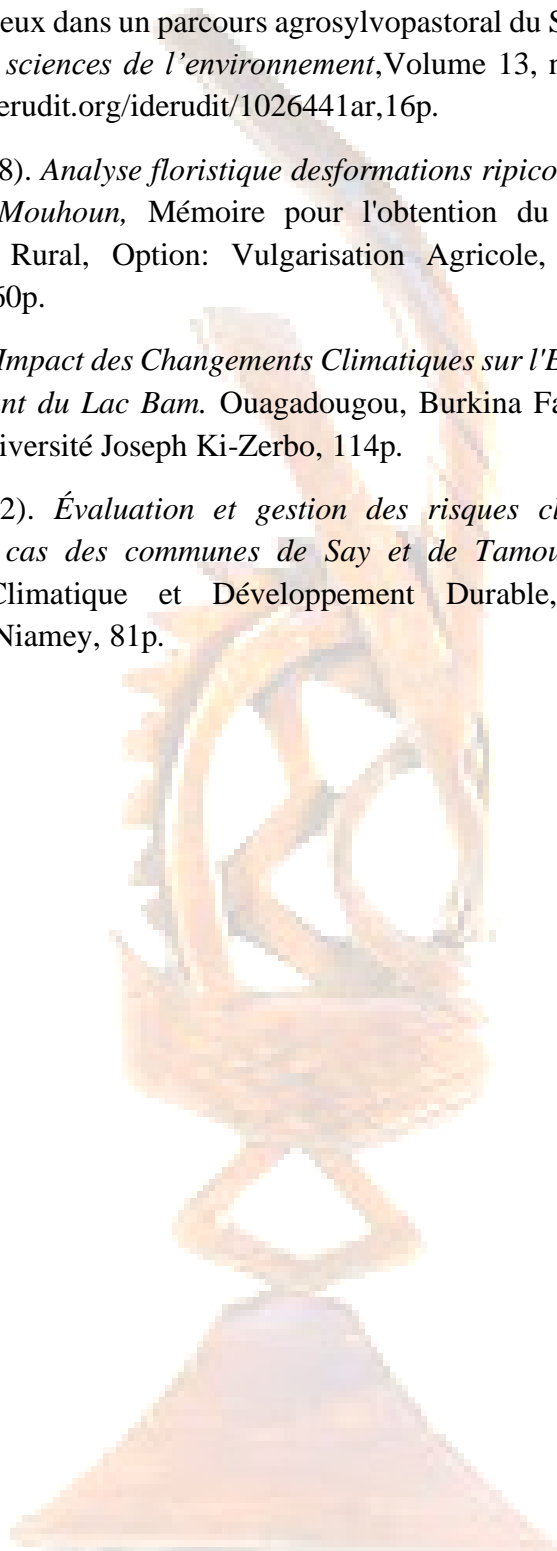 eux dans un parcours agrosylvopastoral du S
sciences de l’environnement,Volume 13, n
erudit.org/iderudit/1026441ar,16p.
8). Analyse floristique desformations ripico
Mouhoun, Mémoire pour l'obtention du
Rural, Option: Vulgarisation Agricole,
60p.
Impact des Changements Climatiques sur l'E
nt du Lac Bam. Ouagadougou, Burkina Fa
iversité Joseph Ki-Zerbo, 114p.
2). Évaluation et gestion des risques cl
cas des communes de Say et de Tamou
Climatique et Développement Durable,
Niamey, 81p.